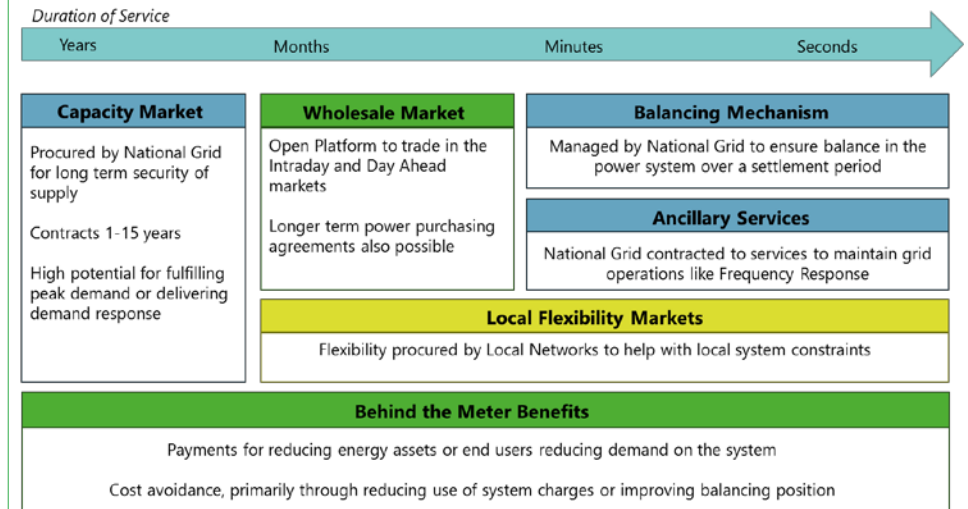 Duration of Service
Years Months Minutes Seconds
Capacity Market
Procured by National Grid
for long term security of
supply
Contracts 1-15 years
High potential for fulfilling
peak demand or delivering
demand response
Wholesale Market
Open Platform to trade in the
Intraday and Day Ahead
markets
Longer term power purchasing
agreements also possible
Balancing Mechanism
Managed by National Grid to ensure balance in the
power system over a settlement period
Ancillary Services
National Grid contracted to services to maintain grid
operations like Frequency Response
Local Flexibility Markets
Flexibility procured by Local Networks to help with local system constraints
Behind the Meter Benefits
Payments for reducing energy assets or end users reducing demand on the system
Cost avoidance, primarily through reducing use of system charges or improving balancing position